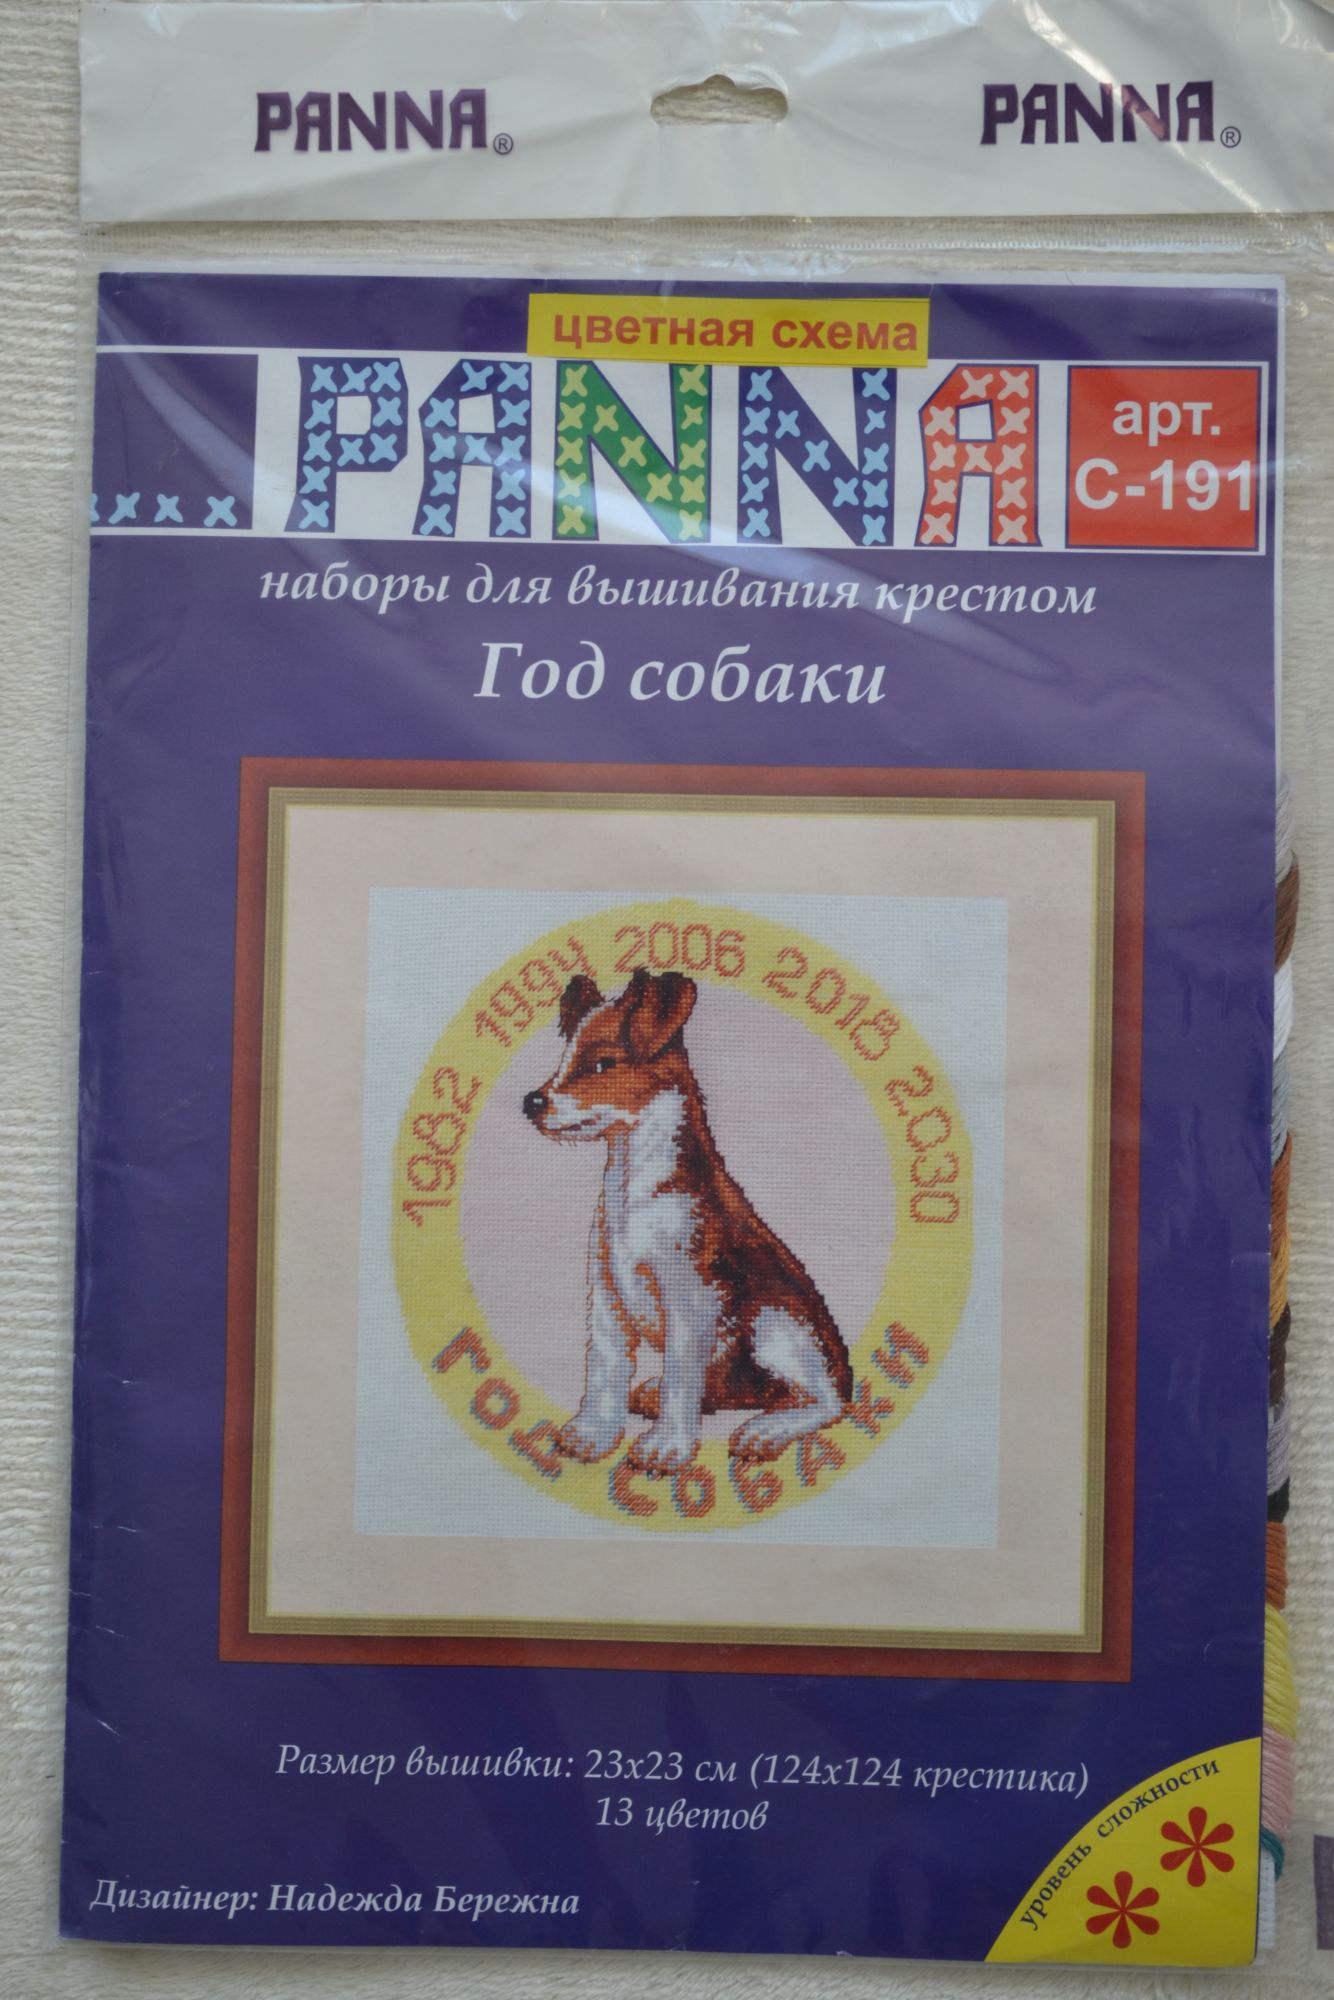 PANNA® PANNA®
цветная схема
PANNA
арт.
С-191
наборы для вышивания крестом
Год собаки
1982 1994 2006 2018 2030
ГОД СОБАКИ
Размер вышивки: 23х23 см (124х124 крестика)
13 цветов
Дизайнер: Надежда Бережна
уровень сложности